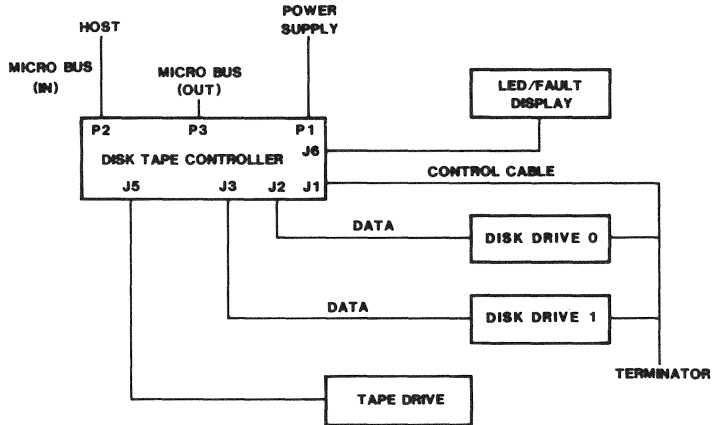 HOST
POWER
SUPPLY
MICRO BUS
(IN)
MICRO BUS
(OUT)
LED/FAULT
DISPLAY
P2
P3
P1
J6
DISK TAPE CONTROLLER
J5
J3
J2
J1
CONTROL CABLE
DATA
DISK DRIVE 0
DATA
DISK DRIVE 1
TERMINATOR
TAPE DRIVE